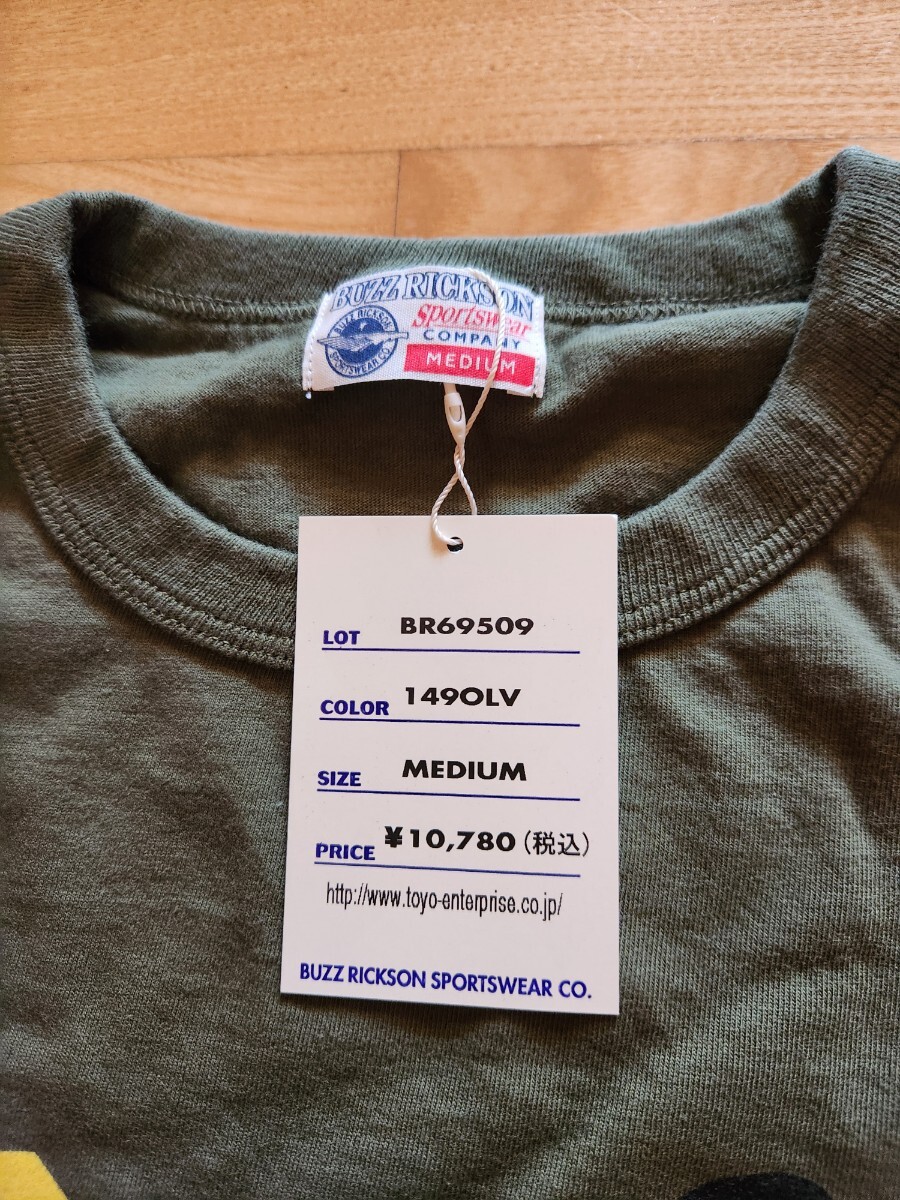 BUZZ RICKSON
Sportswear
COMPANY
MEDIUM
BUZZ RICKSON
SPORTSWEAR CO.
LOT BR69509
COLOR 149OLV
SIZE MEDIUM
PRICE ¥10,780(税込)
http://www.toyo-enterprise.co.jp/
BUZZ RICKSON SPORTSWEAR CO.